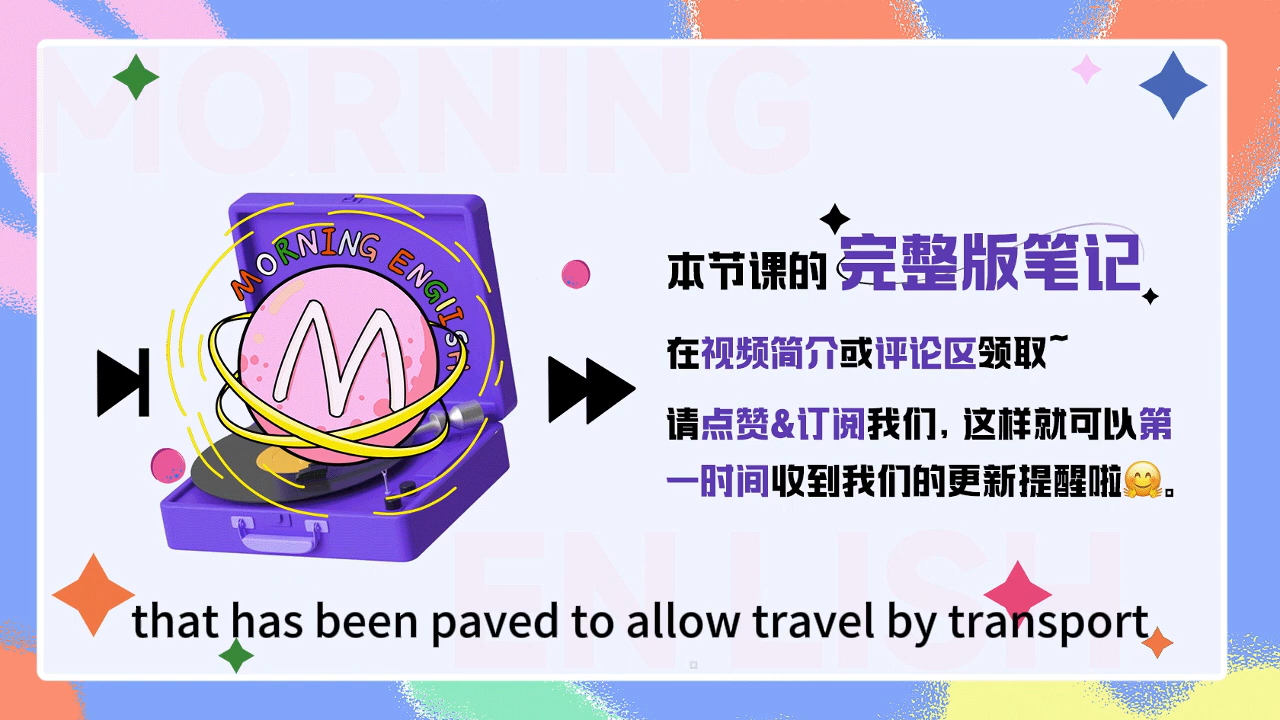 MORNING
MORNING ENGlISH
M
本节课的 完整版笔记
在视频简介或评论区领取~
请点赞&订阅我们, 这样就可以第
一时间收到我们的更新提醒啦🤗。
EN LISH
that has been paved to allow travel by transport